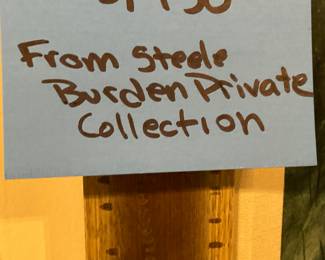 From Steele
Burden Private
Collection